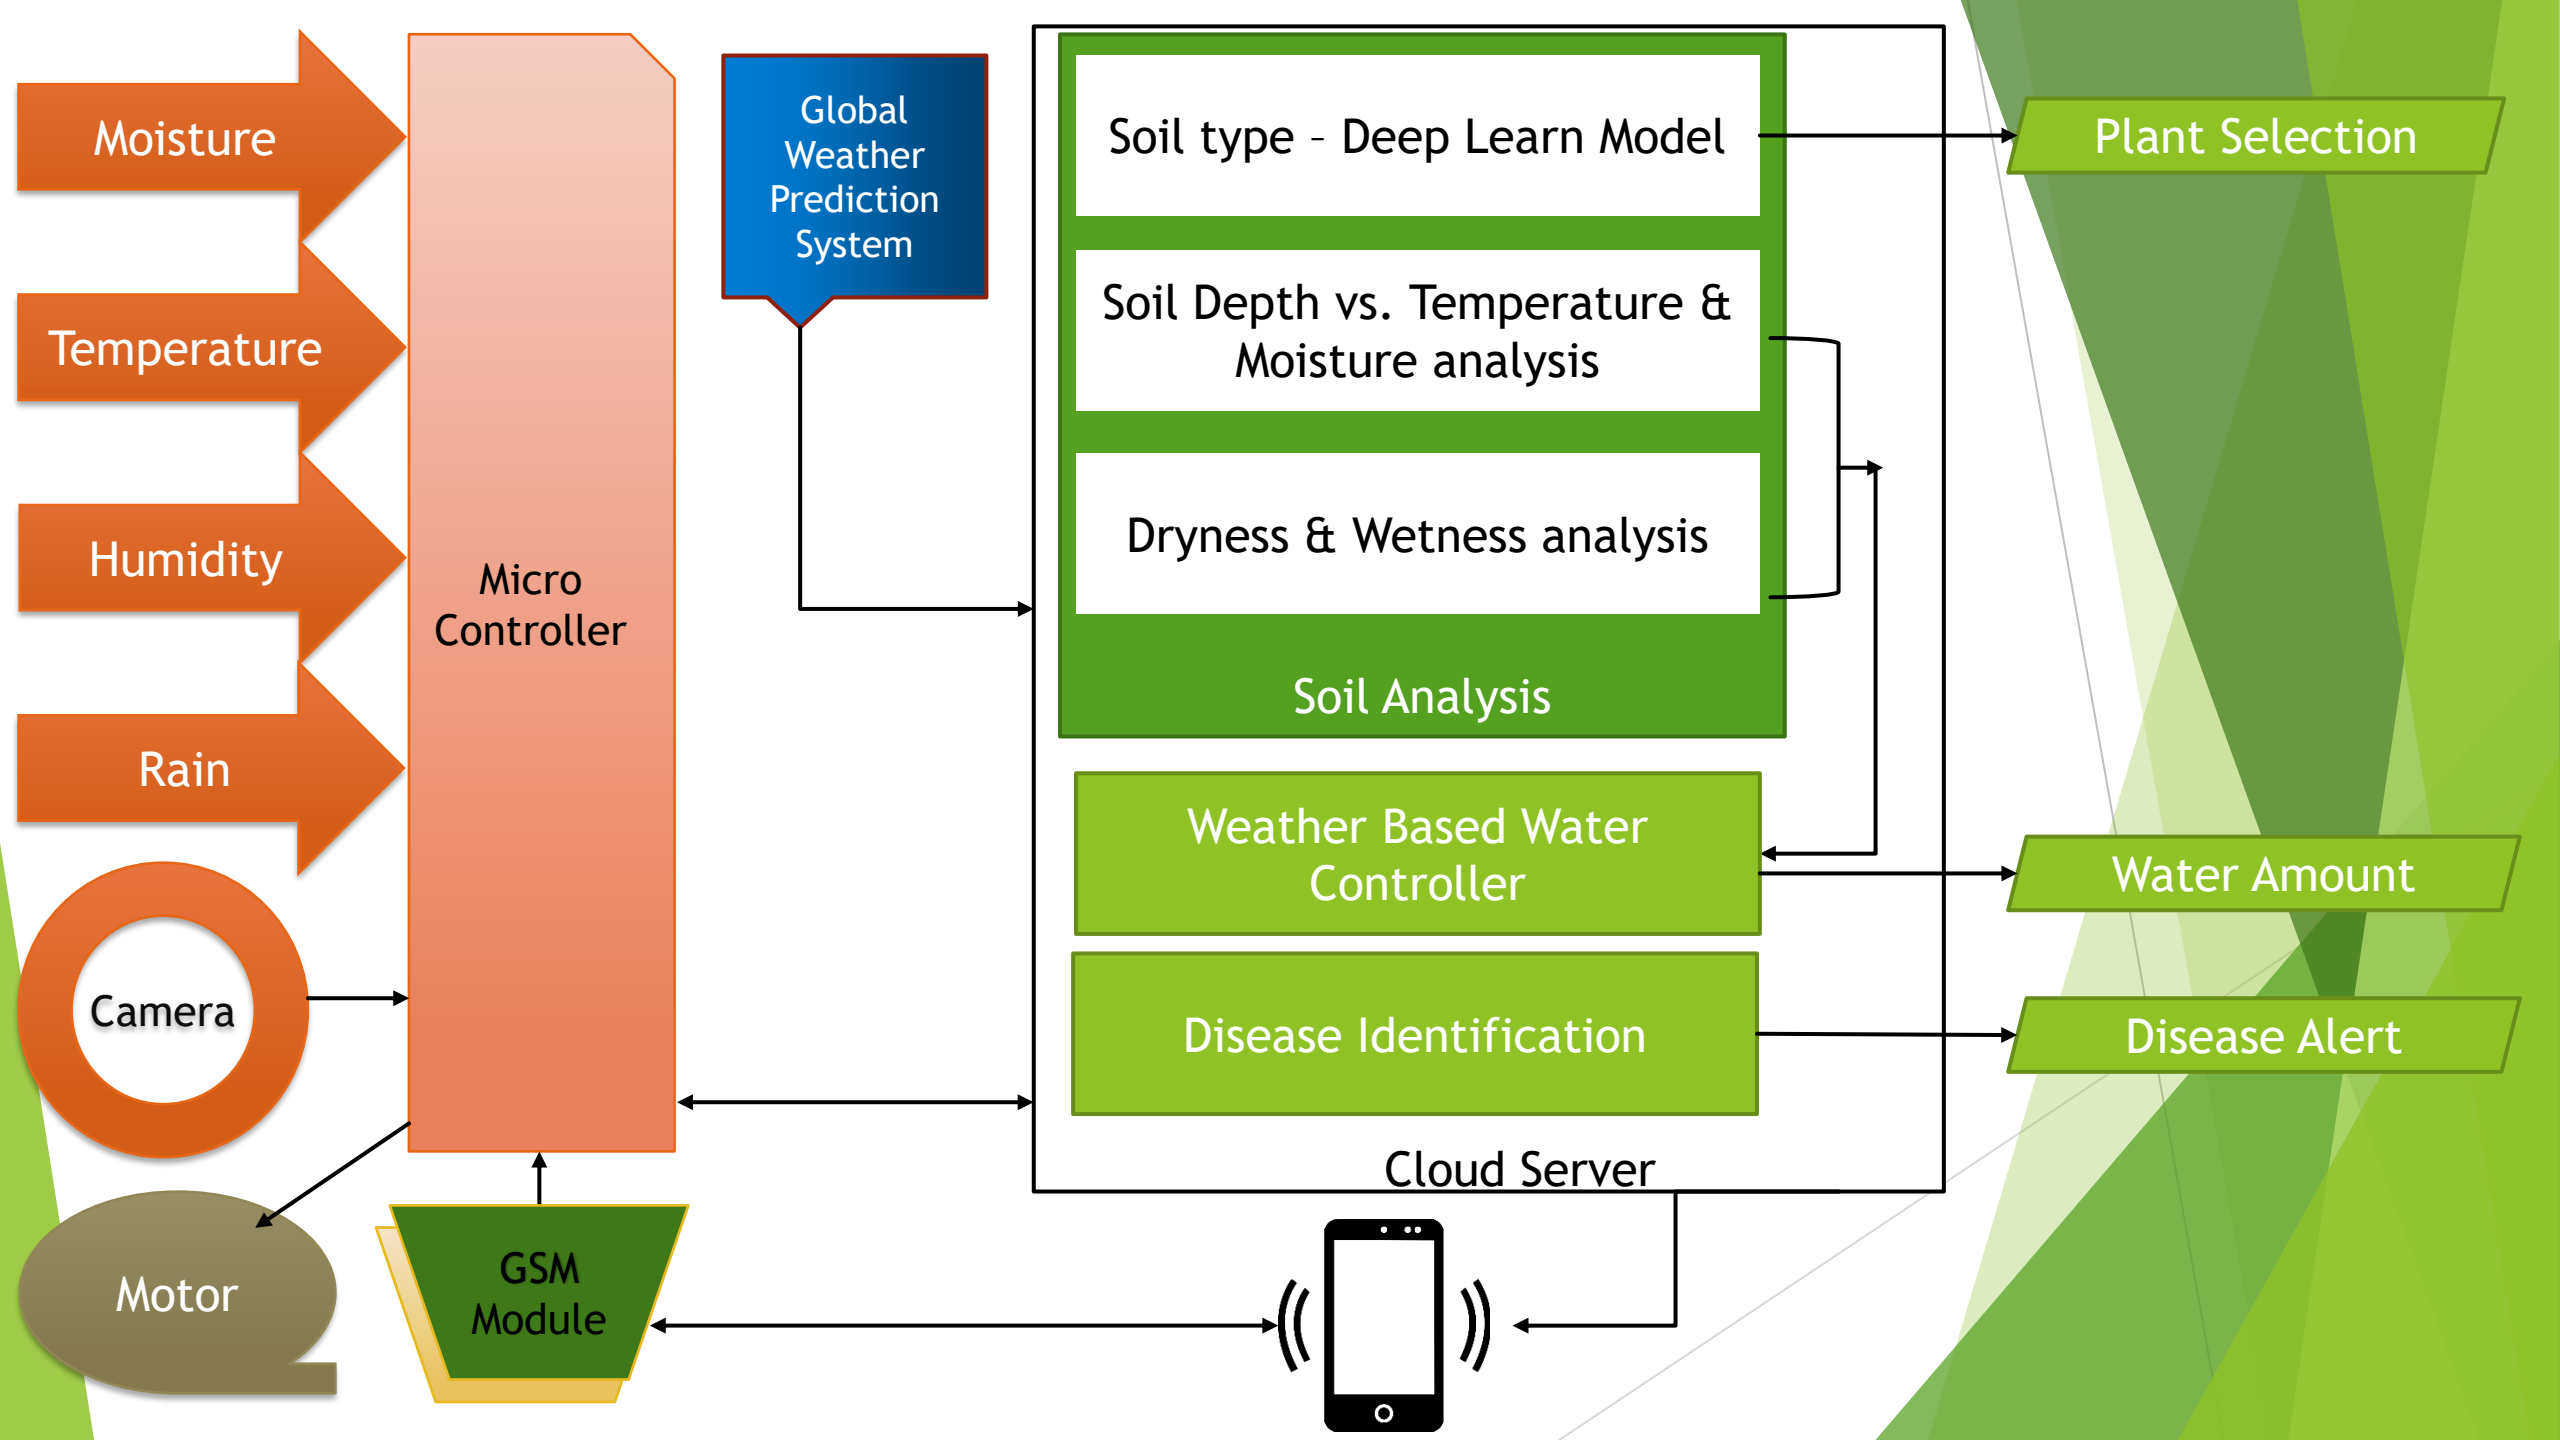 Moisture
Temperature
Humidity
Rain
Camera
Motor
Micro
Controller
GSM
Module
Global
Weather
Prediction
System
Soil type – Deep Learn Model
Soil Depth vs. Temperature &
Moisture analysis
Dryness & Wetness analysis
Soil Analysis
Weather Based Water
Controller
Disease Identification
Cloud Server
Plant Selection
Water Amount
Disease Alert